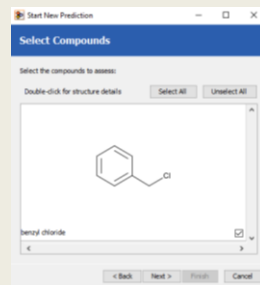 Start New Prediction
Select Compounds
Select the compounds to assess:
Double-click for structure details
Select All
Unselect All
Cl
benzyl chloride
< Back
Next >
Finish
Cancel